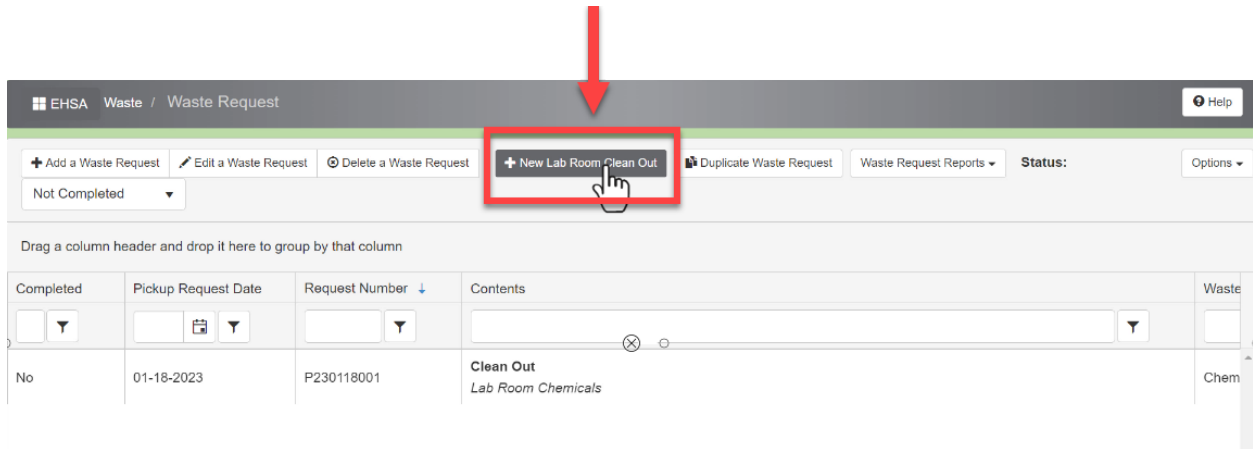 EHSA Waste / Waste Request Help
Add a Waste Request Edit a Waste Request Delete a Waste Request New Lab Room Clean Out Duplicate Waste Request Waste Request Reports Status: Options
Not Completed
Drag a column header and drop it here to group by that column
Completed Pickup Request Date Request Number Contents Waste
No 01-18-2023 P230118001 Clean Out Chem
Lab Room Chemicals